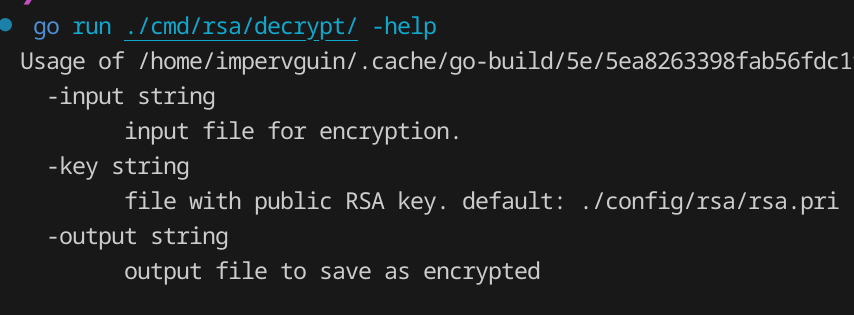 go run ./cmd/rsa/decrypt/ -help
Usage of /home/impervguin/.cache/go-build/5e/5ea8263398fab56fdc1
-input string
input file for encryption.
-key string
file with public RSA key. default: ./config/rsa/rsa.pri
-output string
output file to save as encrypted